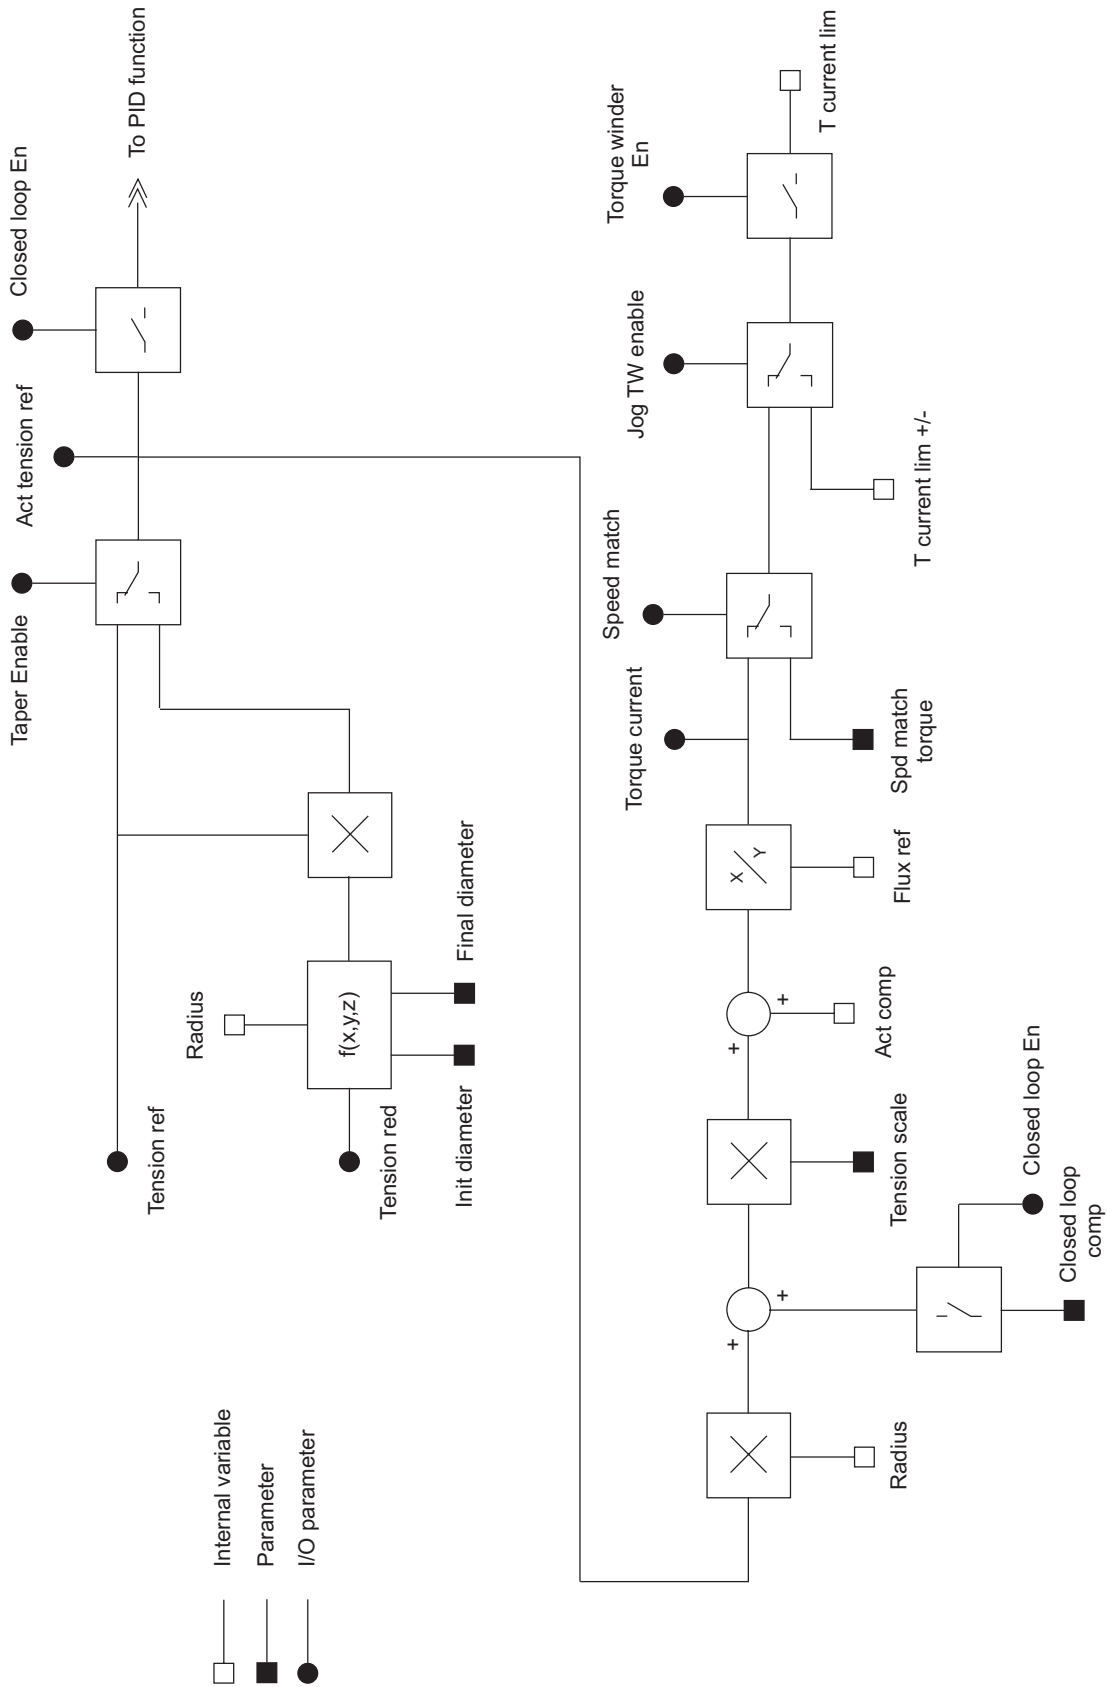 Internal variable
Parameter
I/O parameter
Tension ref
Tension red
Init diameter
Final diameter
Radius
f(x,y,z)
Taper Enable
Act tension ref
Closed loop En
To PID function
Radius
+
+
Closed loop En
Closed loop
comp
Tension scale
+
+
Act comp
X
Y
Flux ref
Torque current
Spd match
torque
Speed match
T current lim +/-
Jog TW enable
Torque winder
En
T current lim